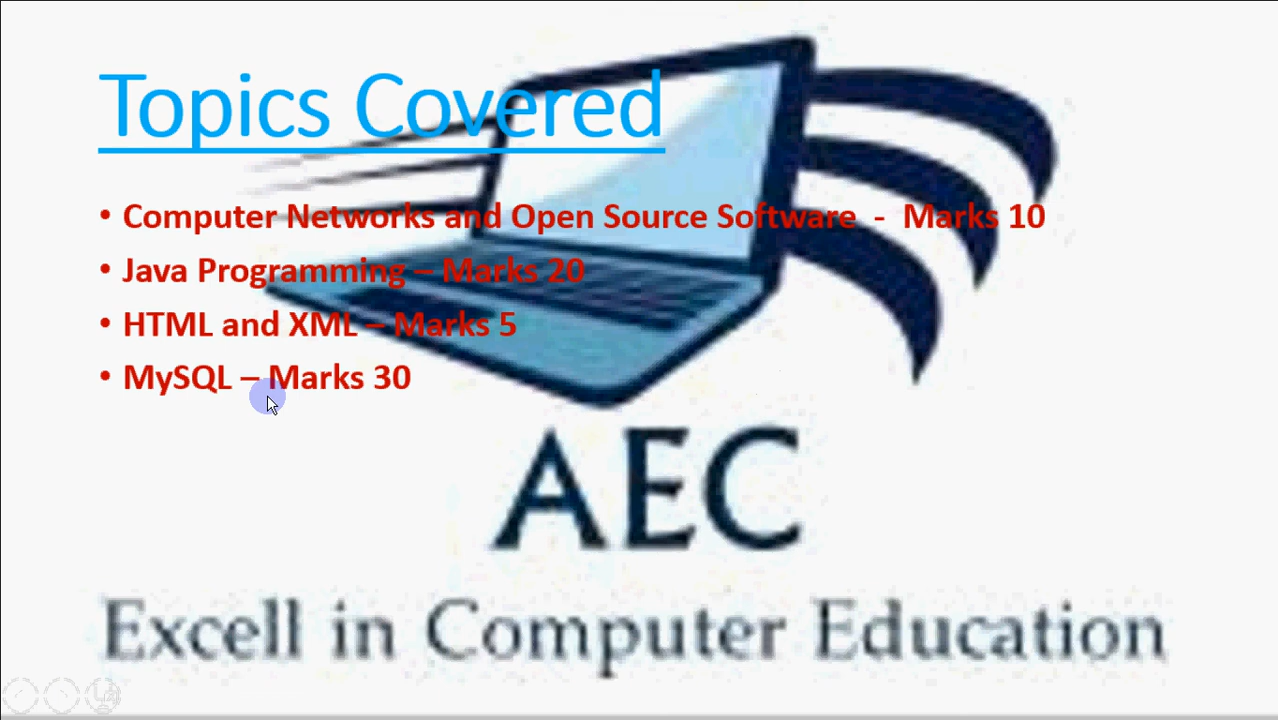 Topics Covered
• Computer Networks and Open Source Software - Marks 10
• Java Programming – Marks 20
• HTML and XML – Marks 5
• MySQL – Marks 30
AEC
Excell in Computer Education